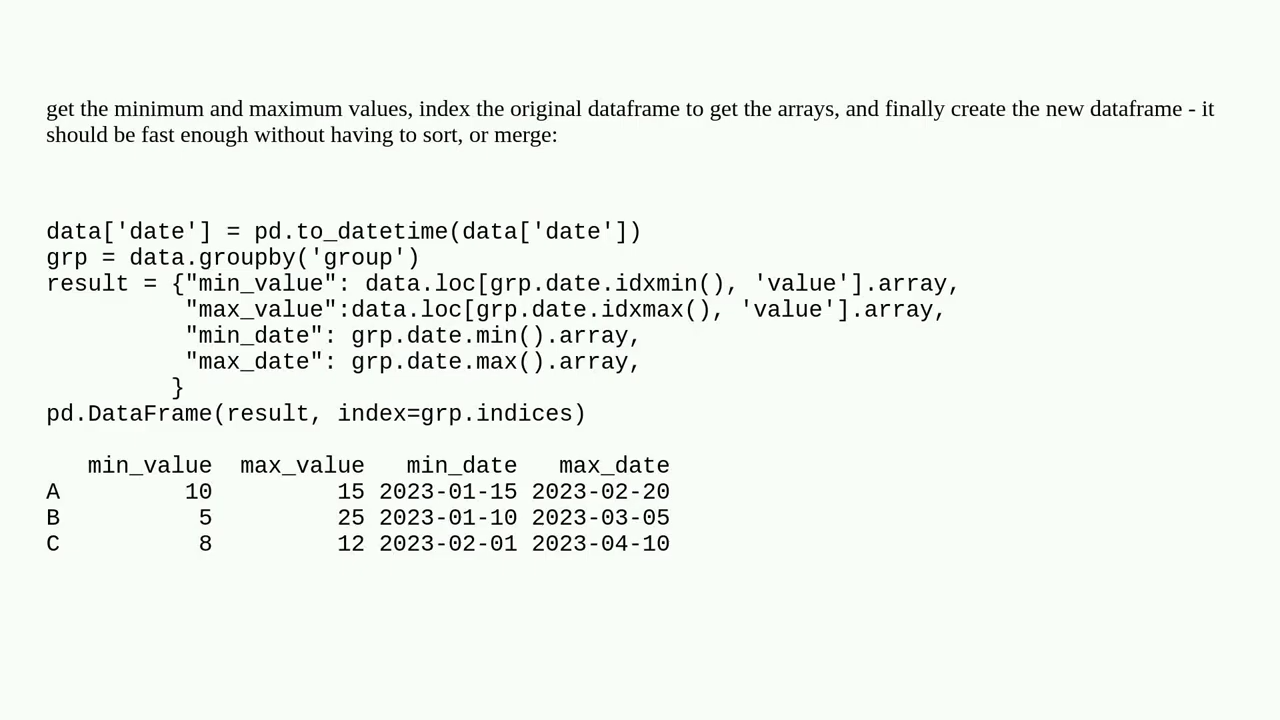 get the minimum and maximum values, index the original dataframe to get the arrays, and finally create the new dataframe - it
should be fast enough without having to sort, or merge:
data['date'] = pd.to_datetime(data['date'])
grp = data.groupby('group')
result = {"min_value": data.loc[grp.date.idxmin(), 'value'].array,
          "max_value":data.loc[grp.date.idxmax(), 'value'].array,
          "min_date": grp.date.min().array,
          "max_date": grp.date.max().array,
         }
pd.DataFrame(result, index=grp.indices)
   min_value  max_value   min_date   max_date
A         10         15 2023-01-15 2023-02-20
B          5         25 2023-01-10 2023-03-05
C          8         12 2023-02-01 2023-04-10